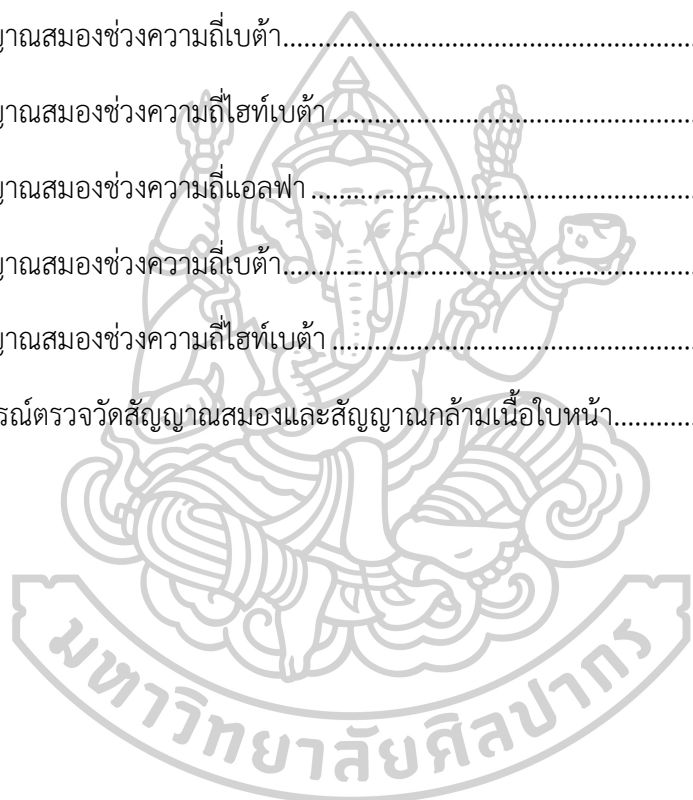 ญาณสมองช่วงความถี่เบต้า
ญาณสมองช่วงความถี่ไฮท์เบต้า
ญาณสมองช่วงความถี่แอลฟา
ญาณสมองช่วงความถี่เบต้า
ญาณสมองช่วงความถี่ไฮท์เบต้า
รณ์ตรวจวัดสัญญาณสมองและสัญญาณกล้ามเนื้อใบหน้า
มหาวิทยาลัยศิลปากร